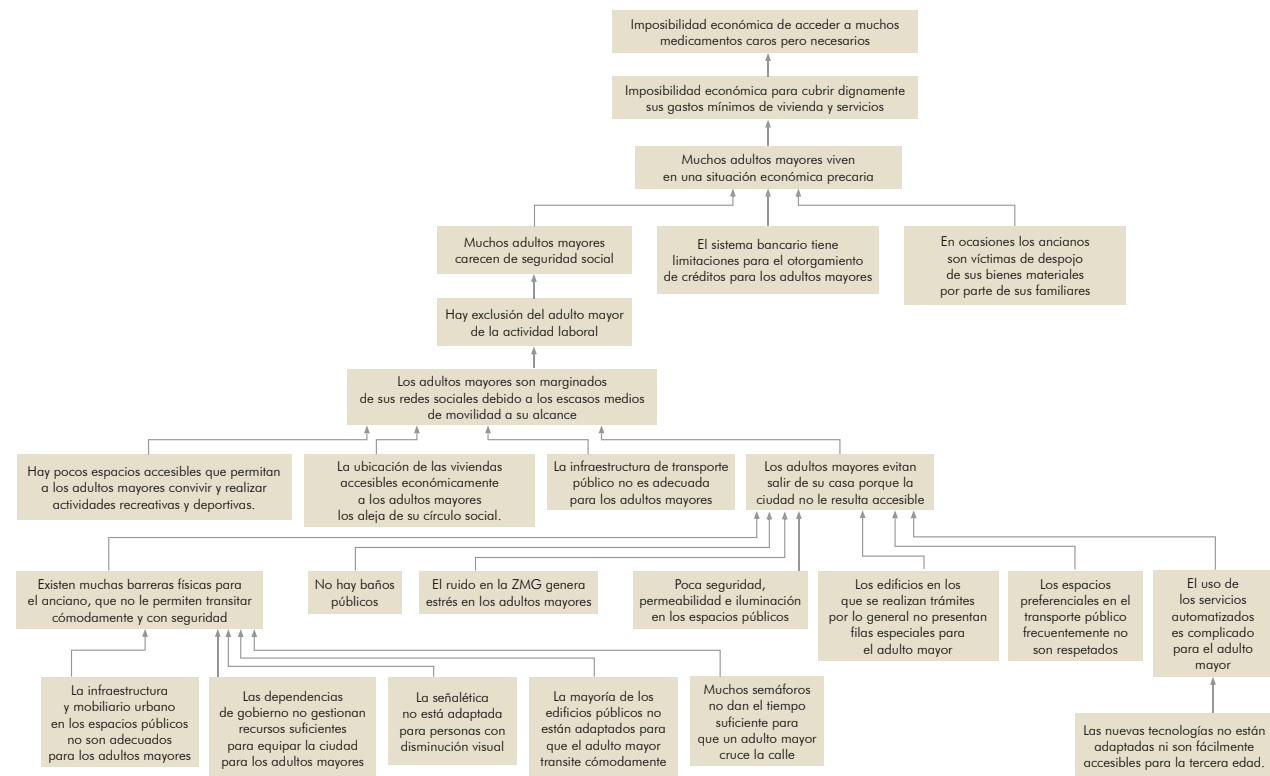 Imposibilidad económica de acceder a muchos
medicamentos caros pero necesarios
Imposibilidad económica para cubrir dignamente
sus gastos mínimos de vivienda y servicios
Muchos adultos mayores viven
en una situación económica precaria
Muchos adultos mayores
carecen de seguridad social
El sistema bancario tiene
limitaciones para el otorgamiento
de créditos para los adultos mayores
En ocasiones los ancianos
son víctimas de despojo
de sus bienes materiales
por parte de sus familiares
Hay exclusión del adulto mayor
de la actividad laboral
Los adultos mayores son marginados
de sus redes sociales debido a los escasos medios
de movilidad a su alcance
Hay pocos espacios accesibles que permitan
a los adultos mayores convivir y realizar
actividades recreativas y deportivas.
La ubicación de las viviendas
accesibles económicamente
a los adultos mayores
los aleja de su círculo social.
La infraestructura de transporte
público no es adecuada
para los adultos mayores
Los adultos mayores evitan
salir de su casa porque la
ciudad no le resulta accesible
Existen muchas barreras físicas para
el anciano, que no le permiten transitar
cómodamente y con seguridad
No hay baños
públicos
El ruido en la ZMG genera
estrés en los adultos mayores
Poca seguridad,
permeabilidad e iluminación
en los espacios públicos
Los edificios en los
que se realizan trámites
por lo general no presentan
filas especiales para
el adulto mayor
Los espacios
preferenciales en el
transporte público
frecuentemente no
son respetados
El uso de
los servicios
automatizados
es complicado
para el adulto
mayor
La infraestructura
y mobiliario urbano
en los espacios públicos
no son adecuados
para los adultos mayores
Las dependencias
de gobierno no gestionan
recursos suficientes
para equipar la ciudad
para los adultos mayores
La señalética
no está adaptada
para personas con
disminución visual
La mayoría de los
edificios públicos no
están adaptados para
que el adulto mayor
transite cómodamente
Muchos semáforos
no dan el tiempo
suficiente para
que un adulto mayor
cruce la calle
Las nuevas tecnologías no están
adaptadas ni son fácilmente
accesibles para la tercera edad.